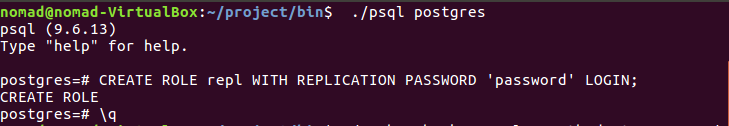 nomad@nomad-VirtualBox:~/project/bin$ ./psql postgres
psql (9.6.13)
Type "help" for help.
postgres=# CREATE ROLE repl WITH REPLICATION PASSWORD 'password' LOGIN;
CREATE ROLE
postgres=# \q